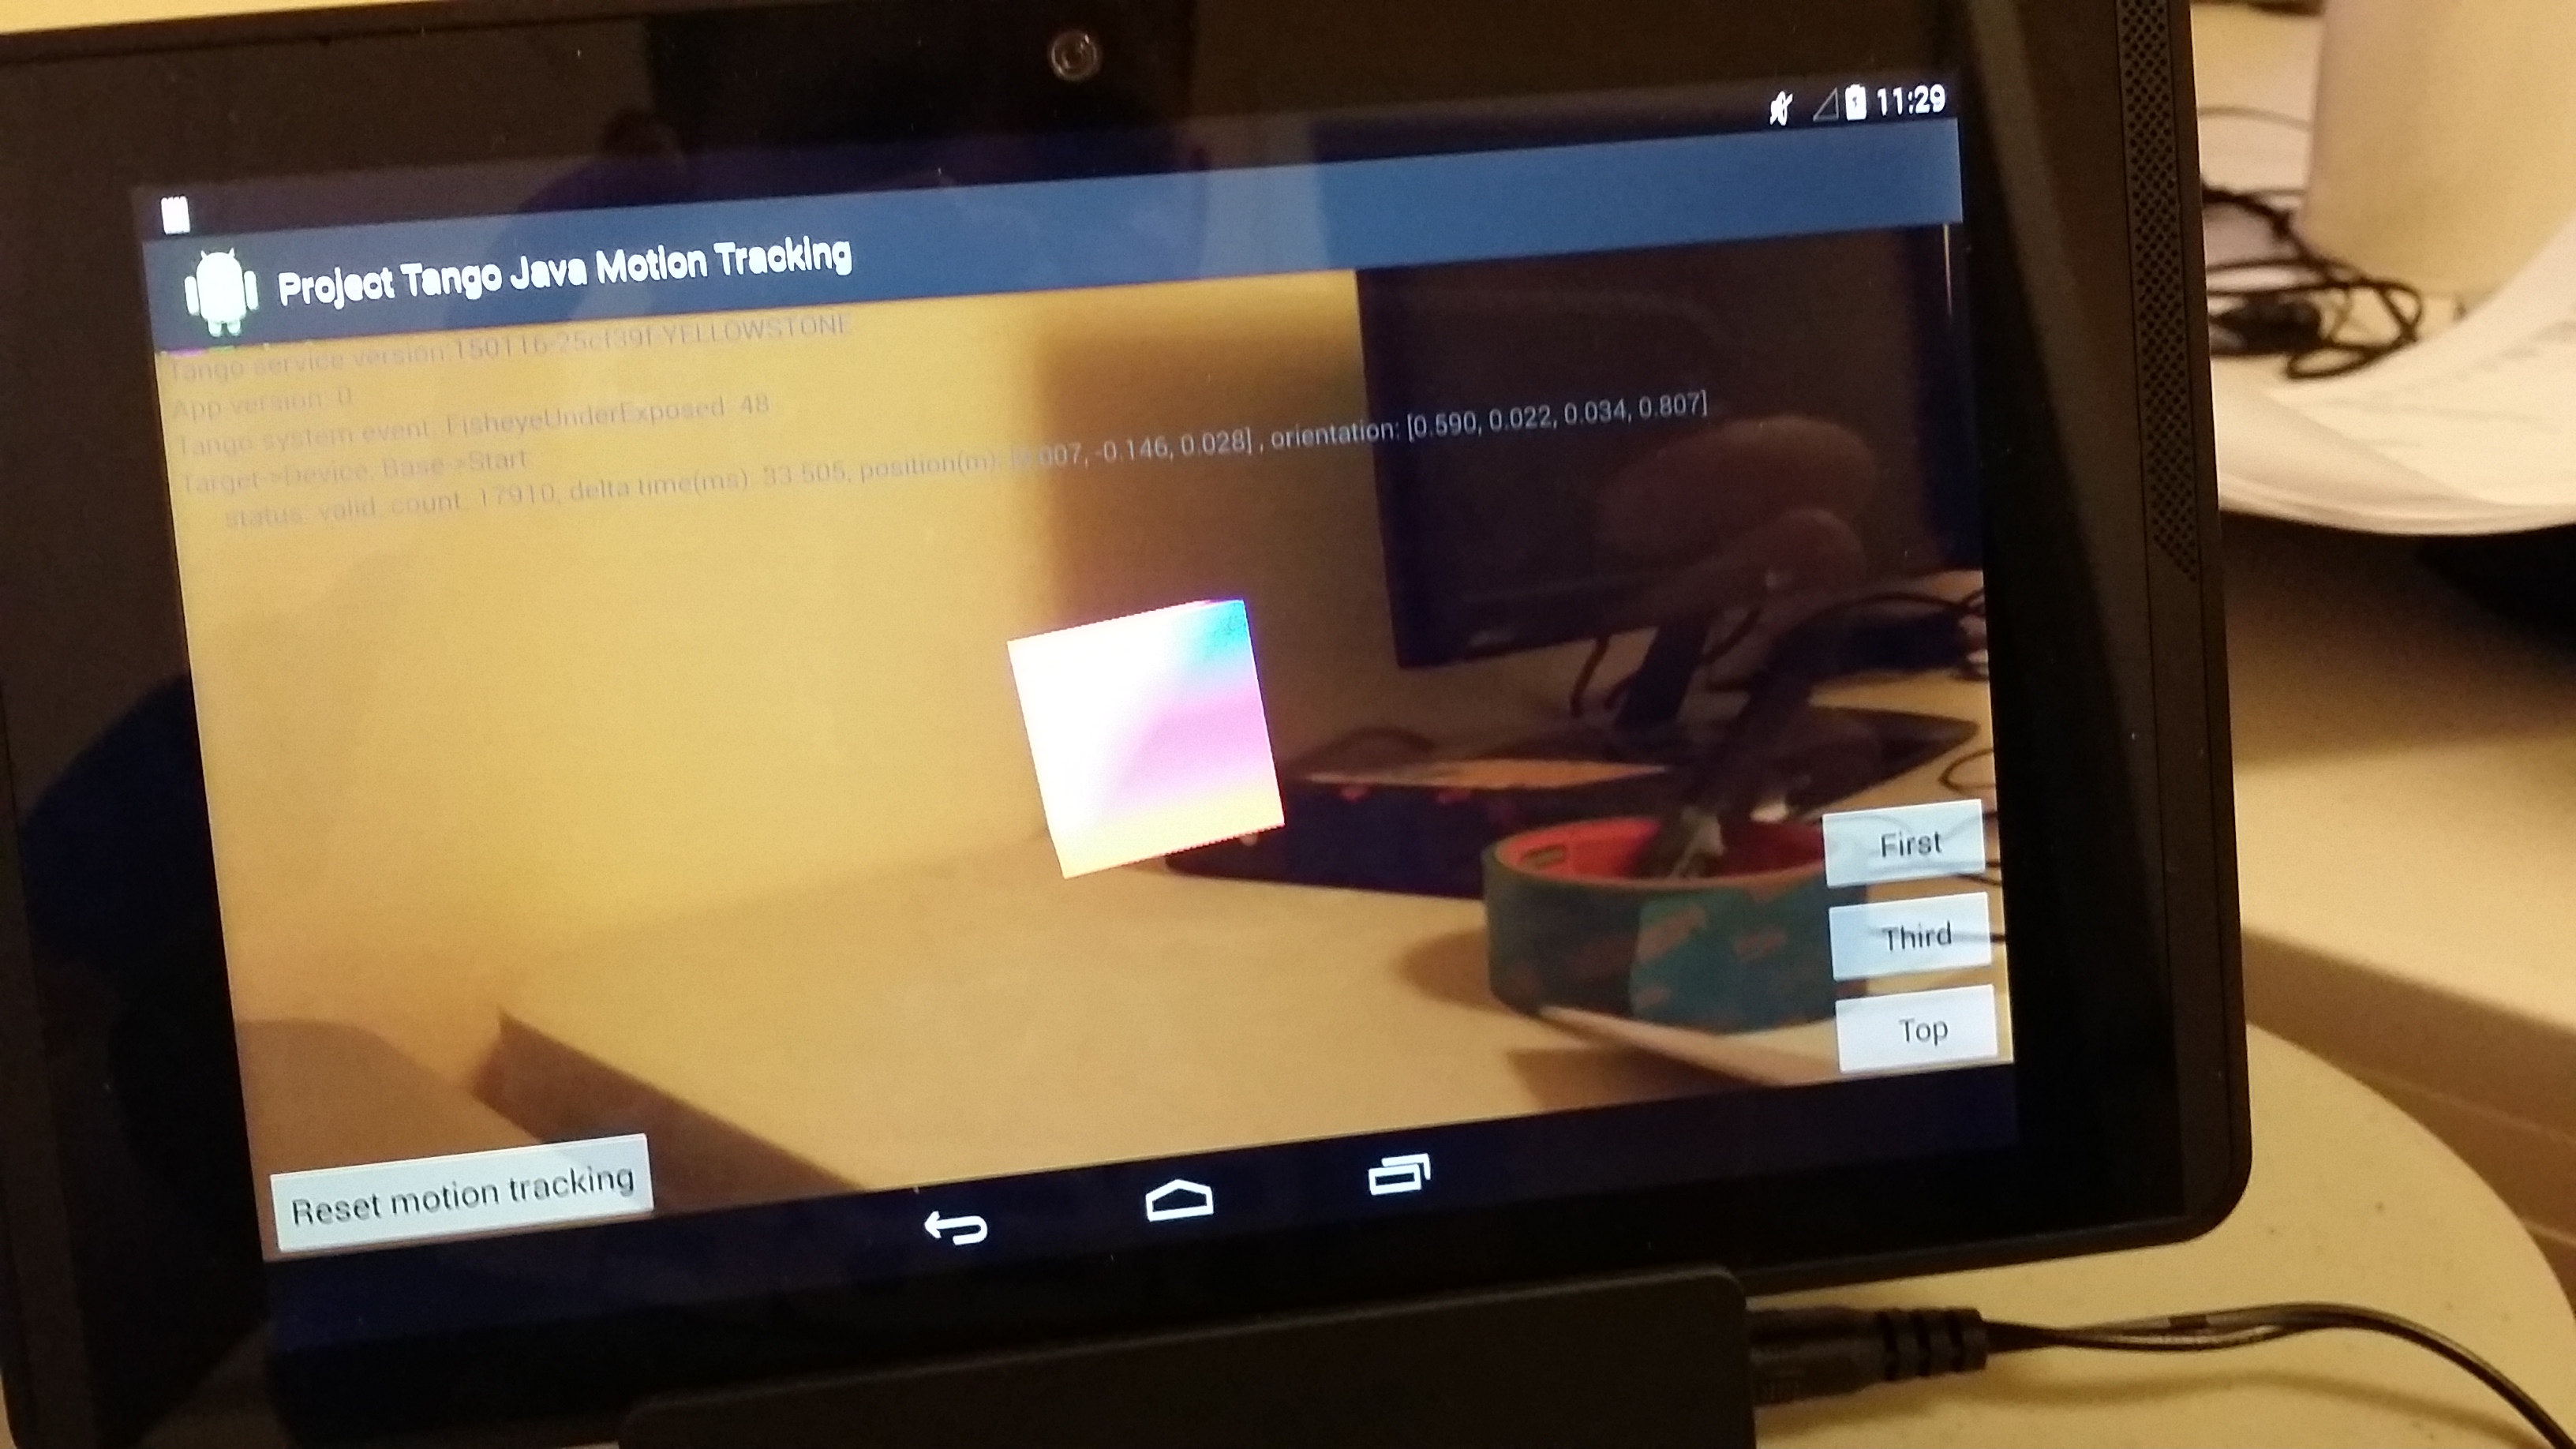 11:29
Project Tango Java Motion Tracking
Tango service version:150116-25cf39f-YELLOWSTONE
App version: 0
Tango system event: FisheyeUnderExposed: 48
Target->Device, Base->Start
status: valid, count: 17910, delta time(ms): 33.505, position(m): -0.146, 0.028] , orientation: [0.590, 0.022, 0.034, 0.807]
First
Third
Top
Reset motion tracking